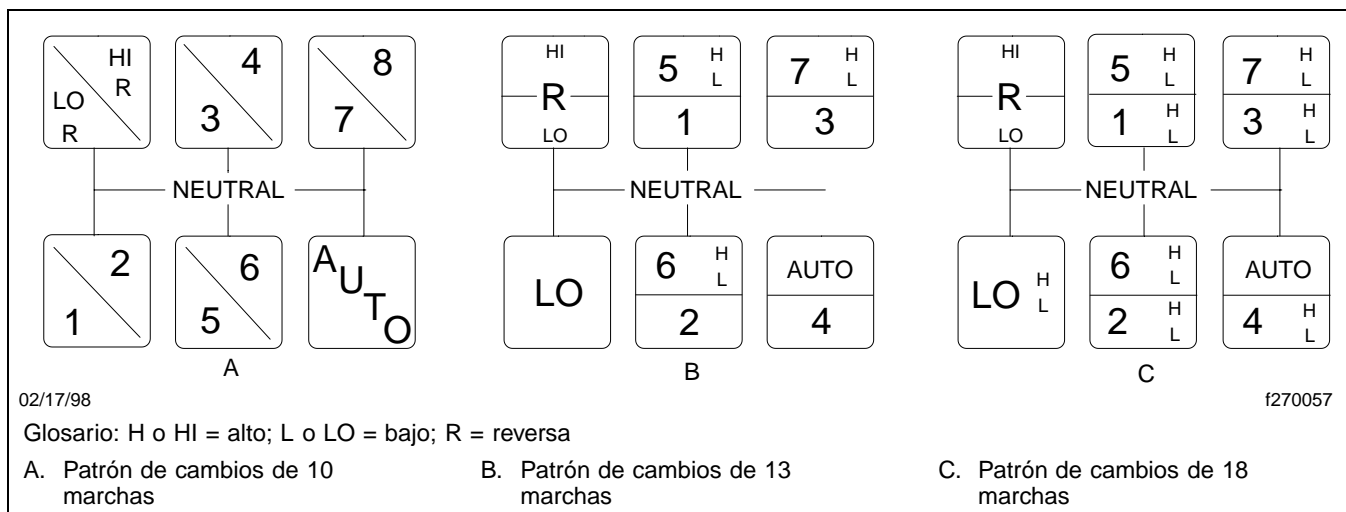 HI
LO R
R
4
3
8
7
NEUTRAL
2
1
6
5
AUTO
A
HI
R
LO
5 H L
1
7 H L
3
NEUTRAL
LO
6 H L
2
AUTO
4
B
HI
R
LO
5 H L
1 H L
7 H L
3 H L
NEUTRAL
LO H L
6 H L
2 H L
AUTO
4 H L
C
02/17/98 f270057
Glosario: H o HI = alto; L o LO = bajo; R = reversa
A. Patrón de cambios de 10 marchas
B. Patrón de cambios de 13 marchas
C. Patrón de cambios de 18 marchas